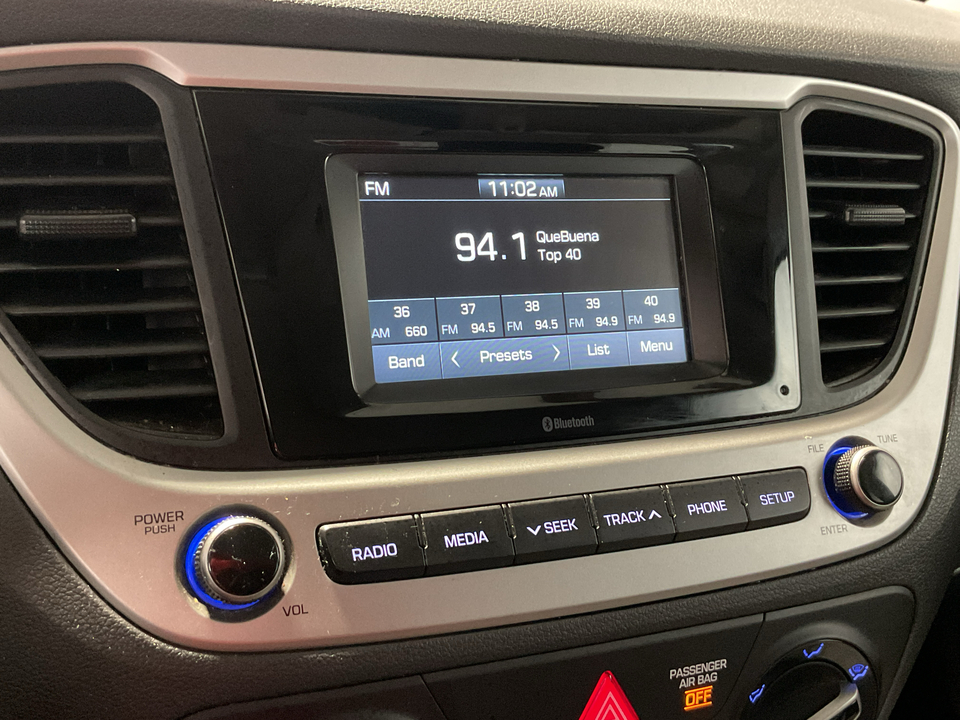 FM 11:02 AM
94.1 QueBuena
Top 40
36 37 38 39 40
AM 660 FM 94.5 FM 94.5 FM 94.9 FM 94.9
Band < Presets > List Menu
Bluetooth
FILE TUNE
POWER
PUSH
RADIO MEDIA SEEK TRACK PHONE SETUP
ENTER
VOL
PASSENGER
AIR BAG
OFF